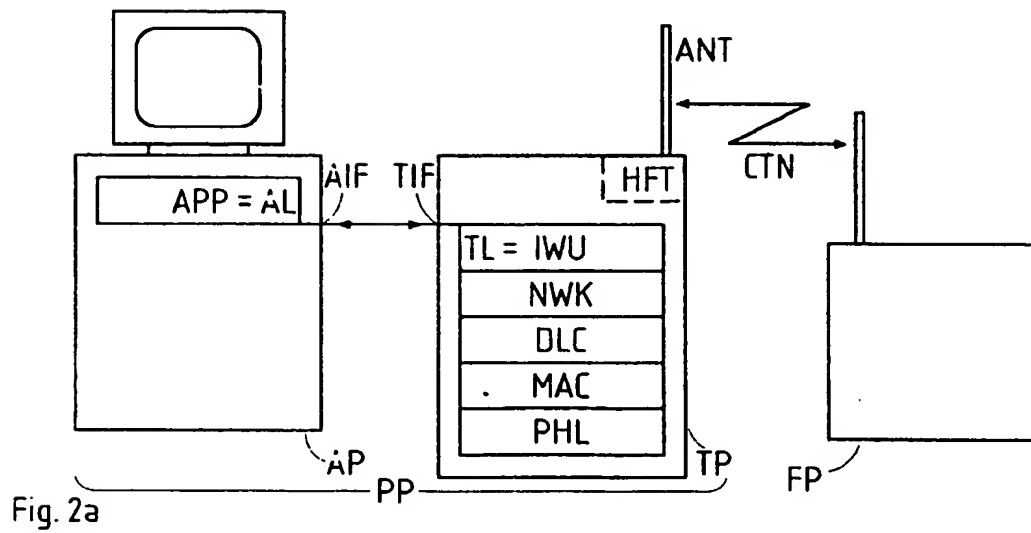 ANT
CTN
HFT
AIF TIF
APP = AL
TL = IWU
NWK
DLC
MAC
PHL
AP
TP
FP
PP
Fig. 2a